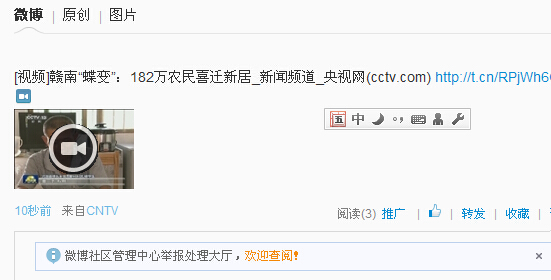 微博 | 原创 | 图片
[视频]赣南“蝶变”：182万农民喜迁新居_新闻频道_央视网(cctv.com) http://t.cn/RPjWh6
五 中
10秒前 来自CNTV
阅读(3) 推广 | 转发 | 收藏 |
微博社区管理中心举报处理大厅，欢迎查阅！ ×